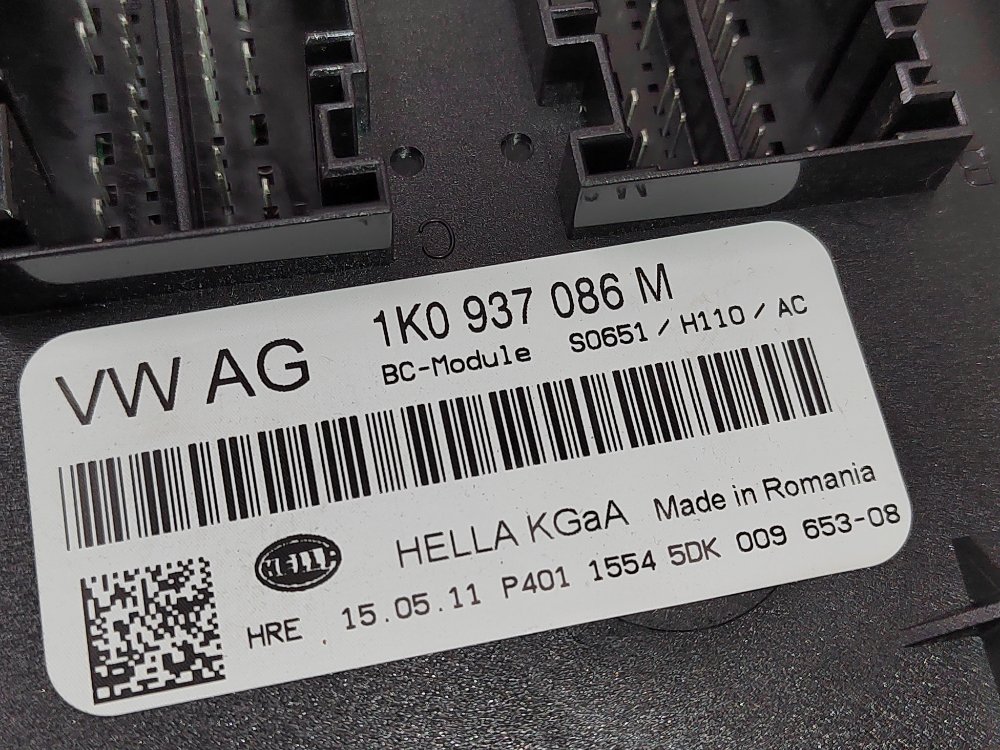 VW AG
1K0 937 086 M
BC-Module S0651 / H110 / AC
HELLA
HELLA KGaA Made in Romania
HRE . 15.05.11 P401 1554 5DK 009 653-08
C